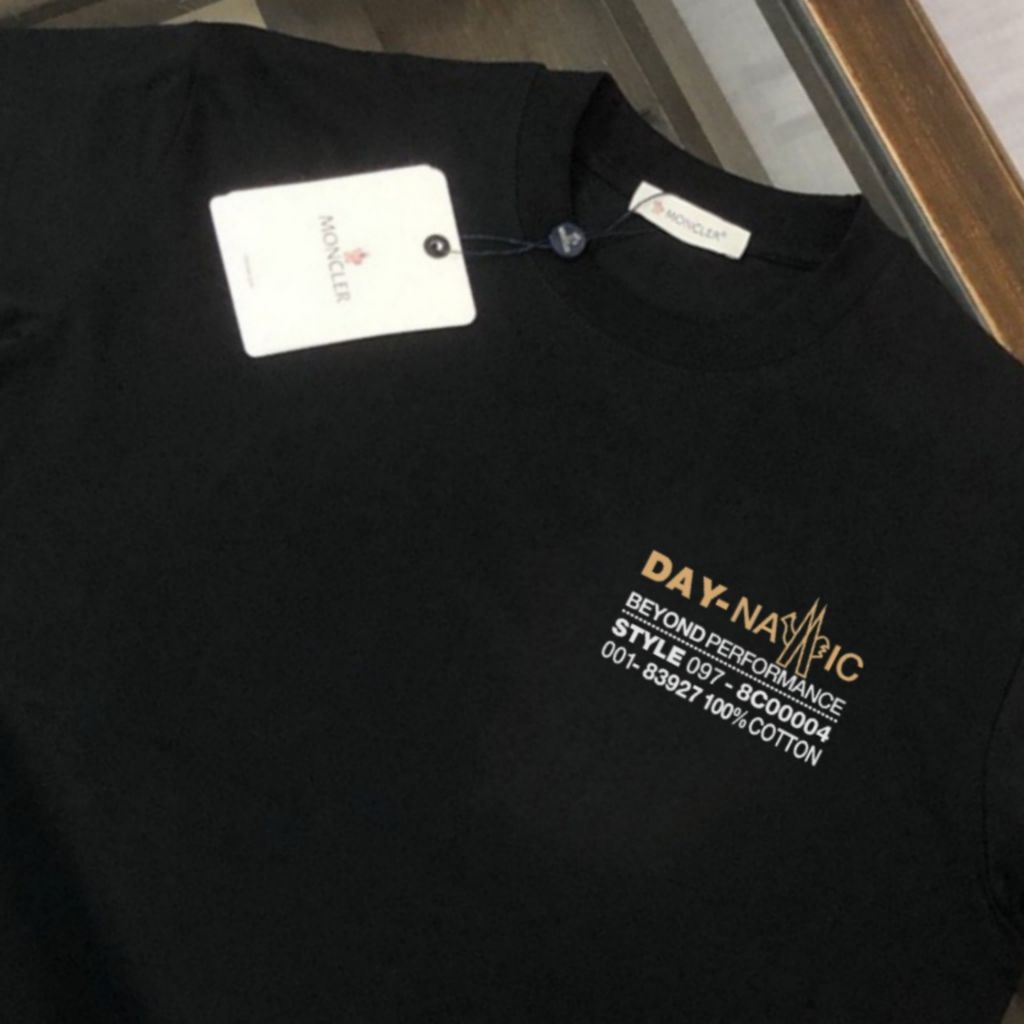 MONCLER
MONCLER®
DAY-NAMIC
BEYOND PERFORMANCE
STYLE 097 - 8C00004
001- 83927 100% COTTON